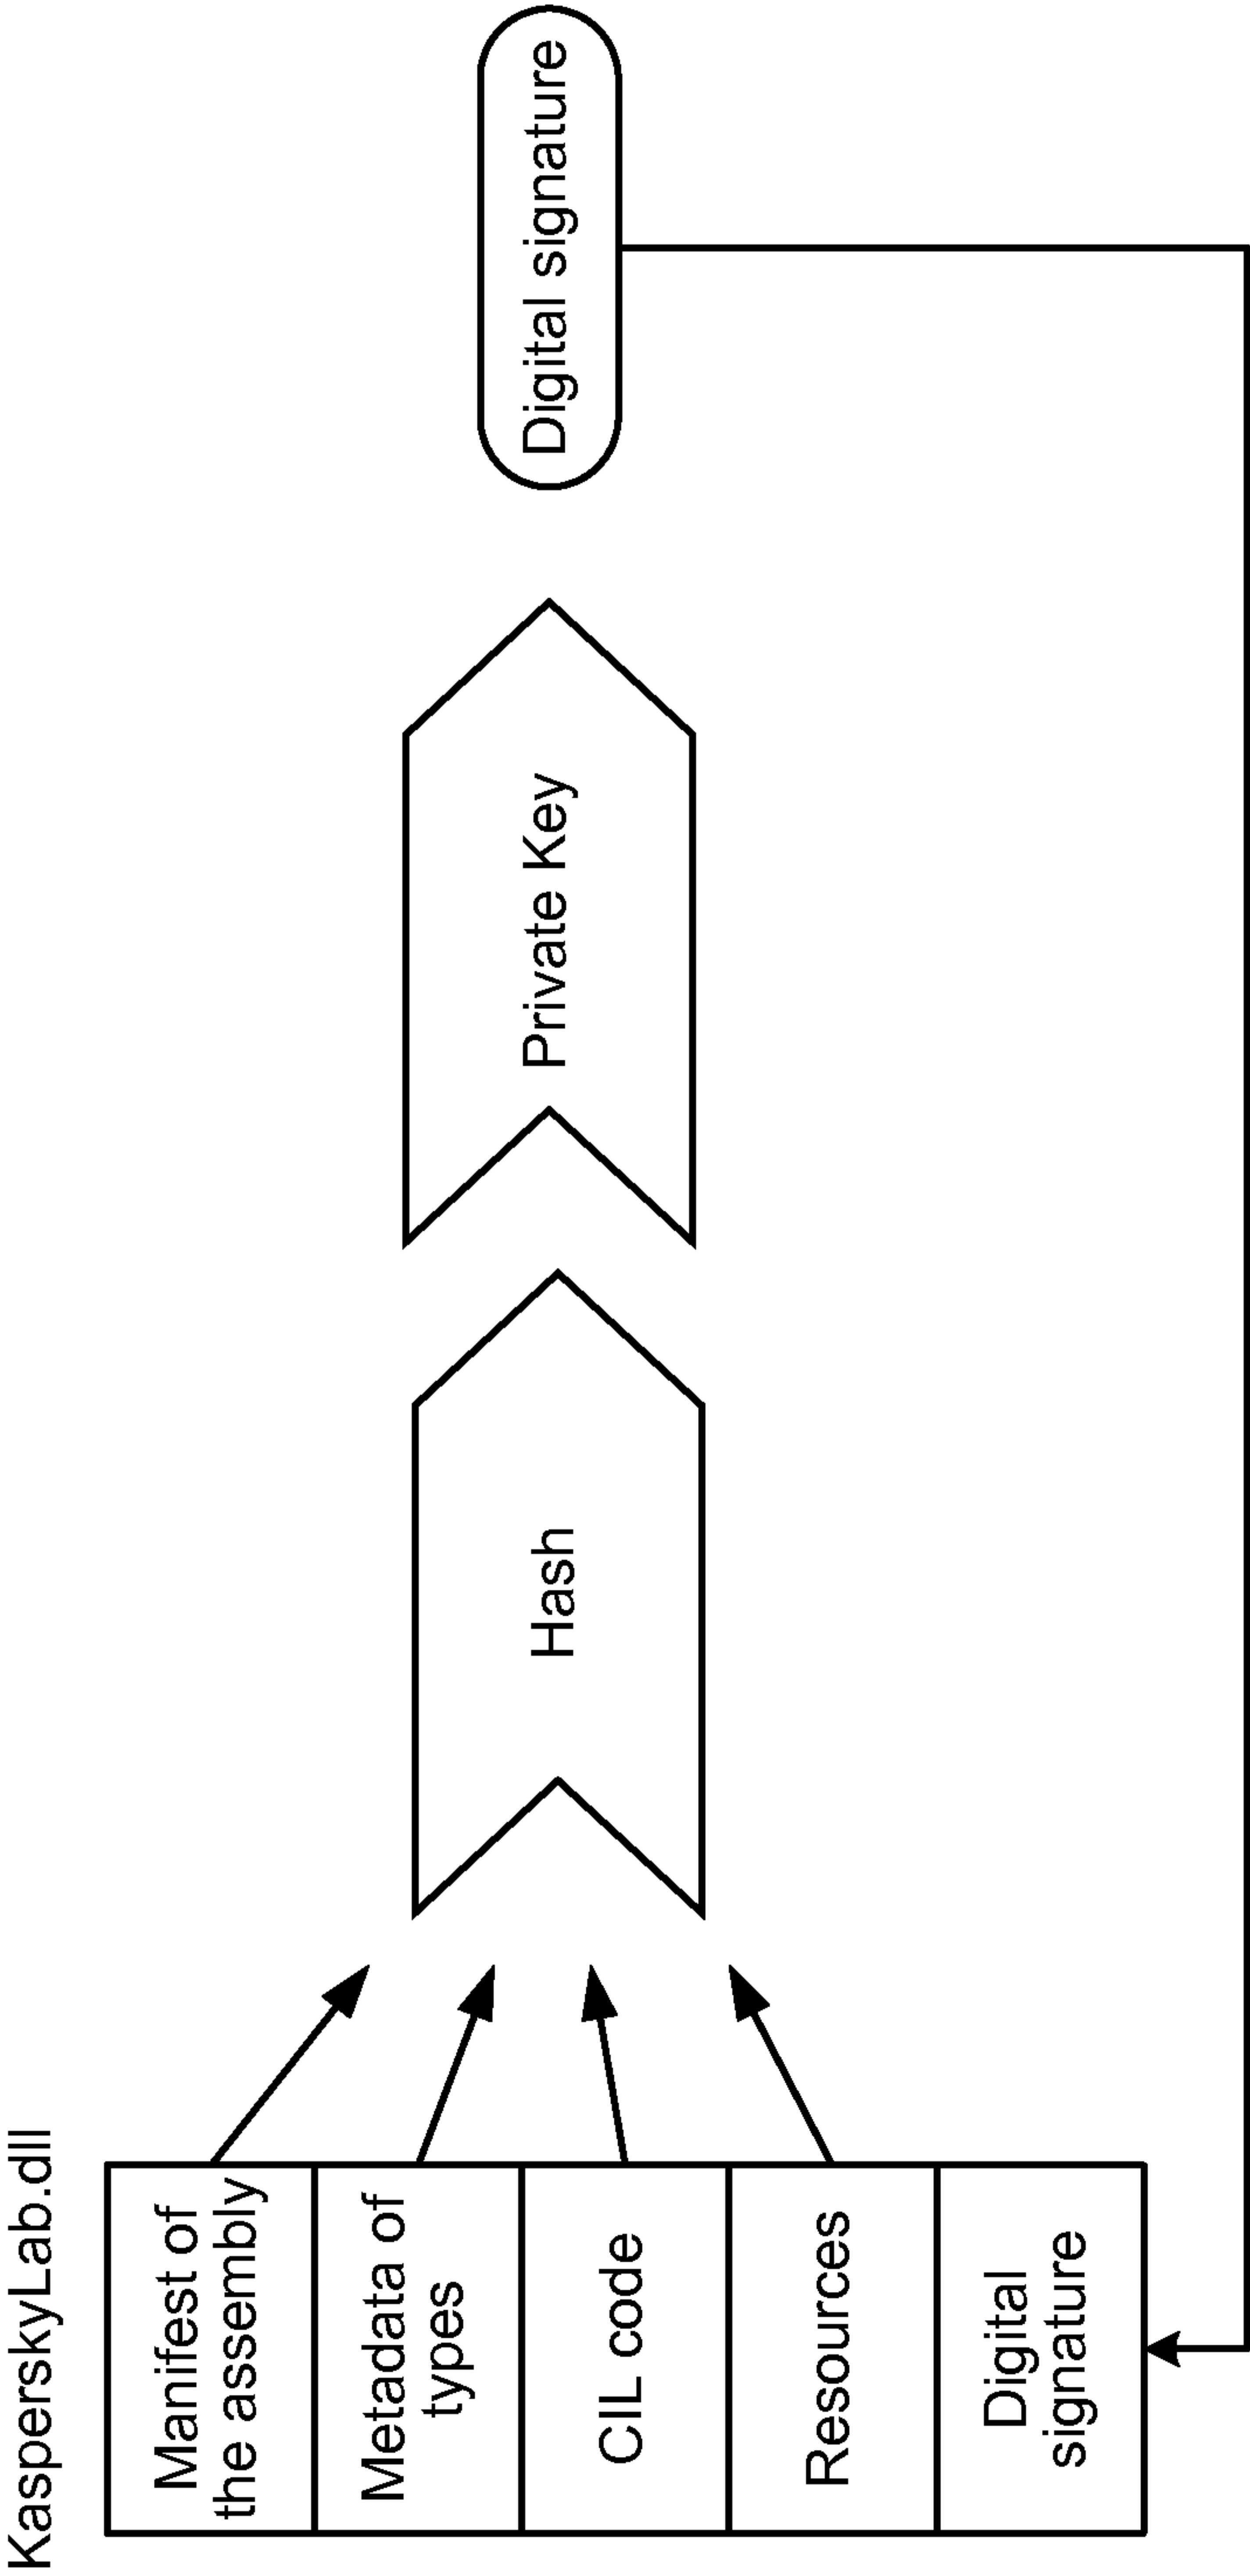 KasperskyLab.dll
Manifest of
the assembly
Metadata of
types
CIL code
Resources
Digital
signature
Hash
Private Key
Digital signature